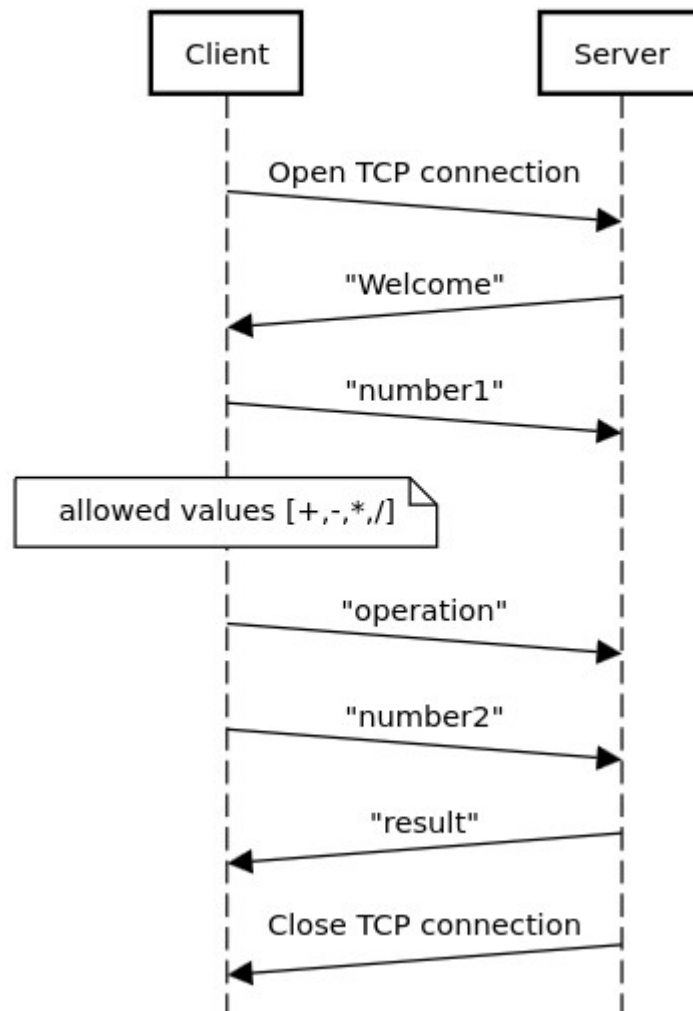 Client
Server
Open TCP connection
"Welcome"
"number1"
allowed values [+,-,*,/]
"operation"
"number2"
"result"
Close TCP connection